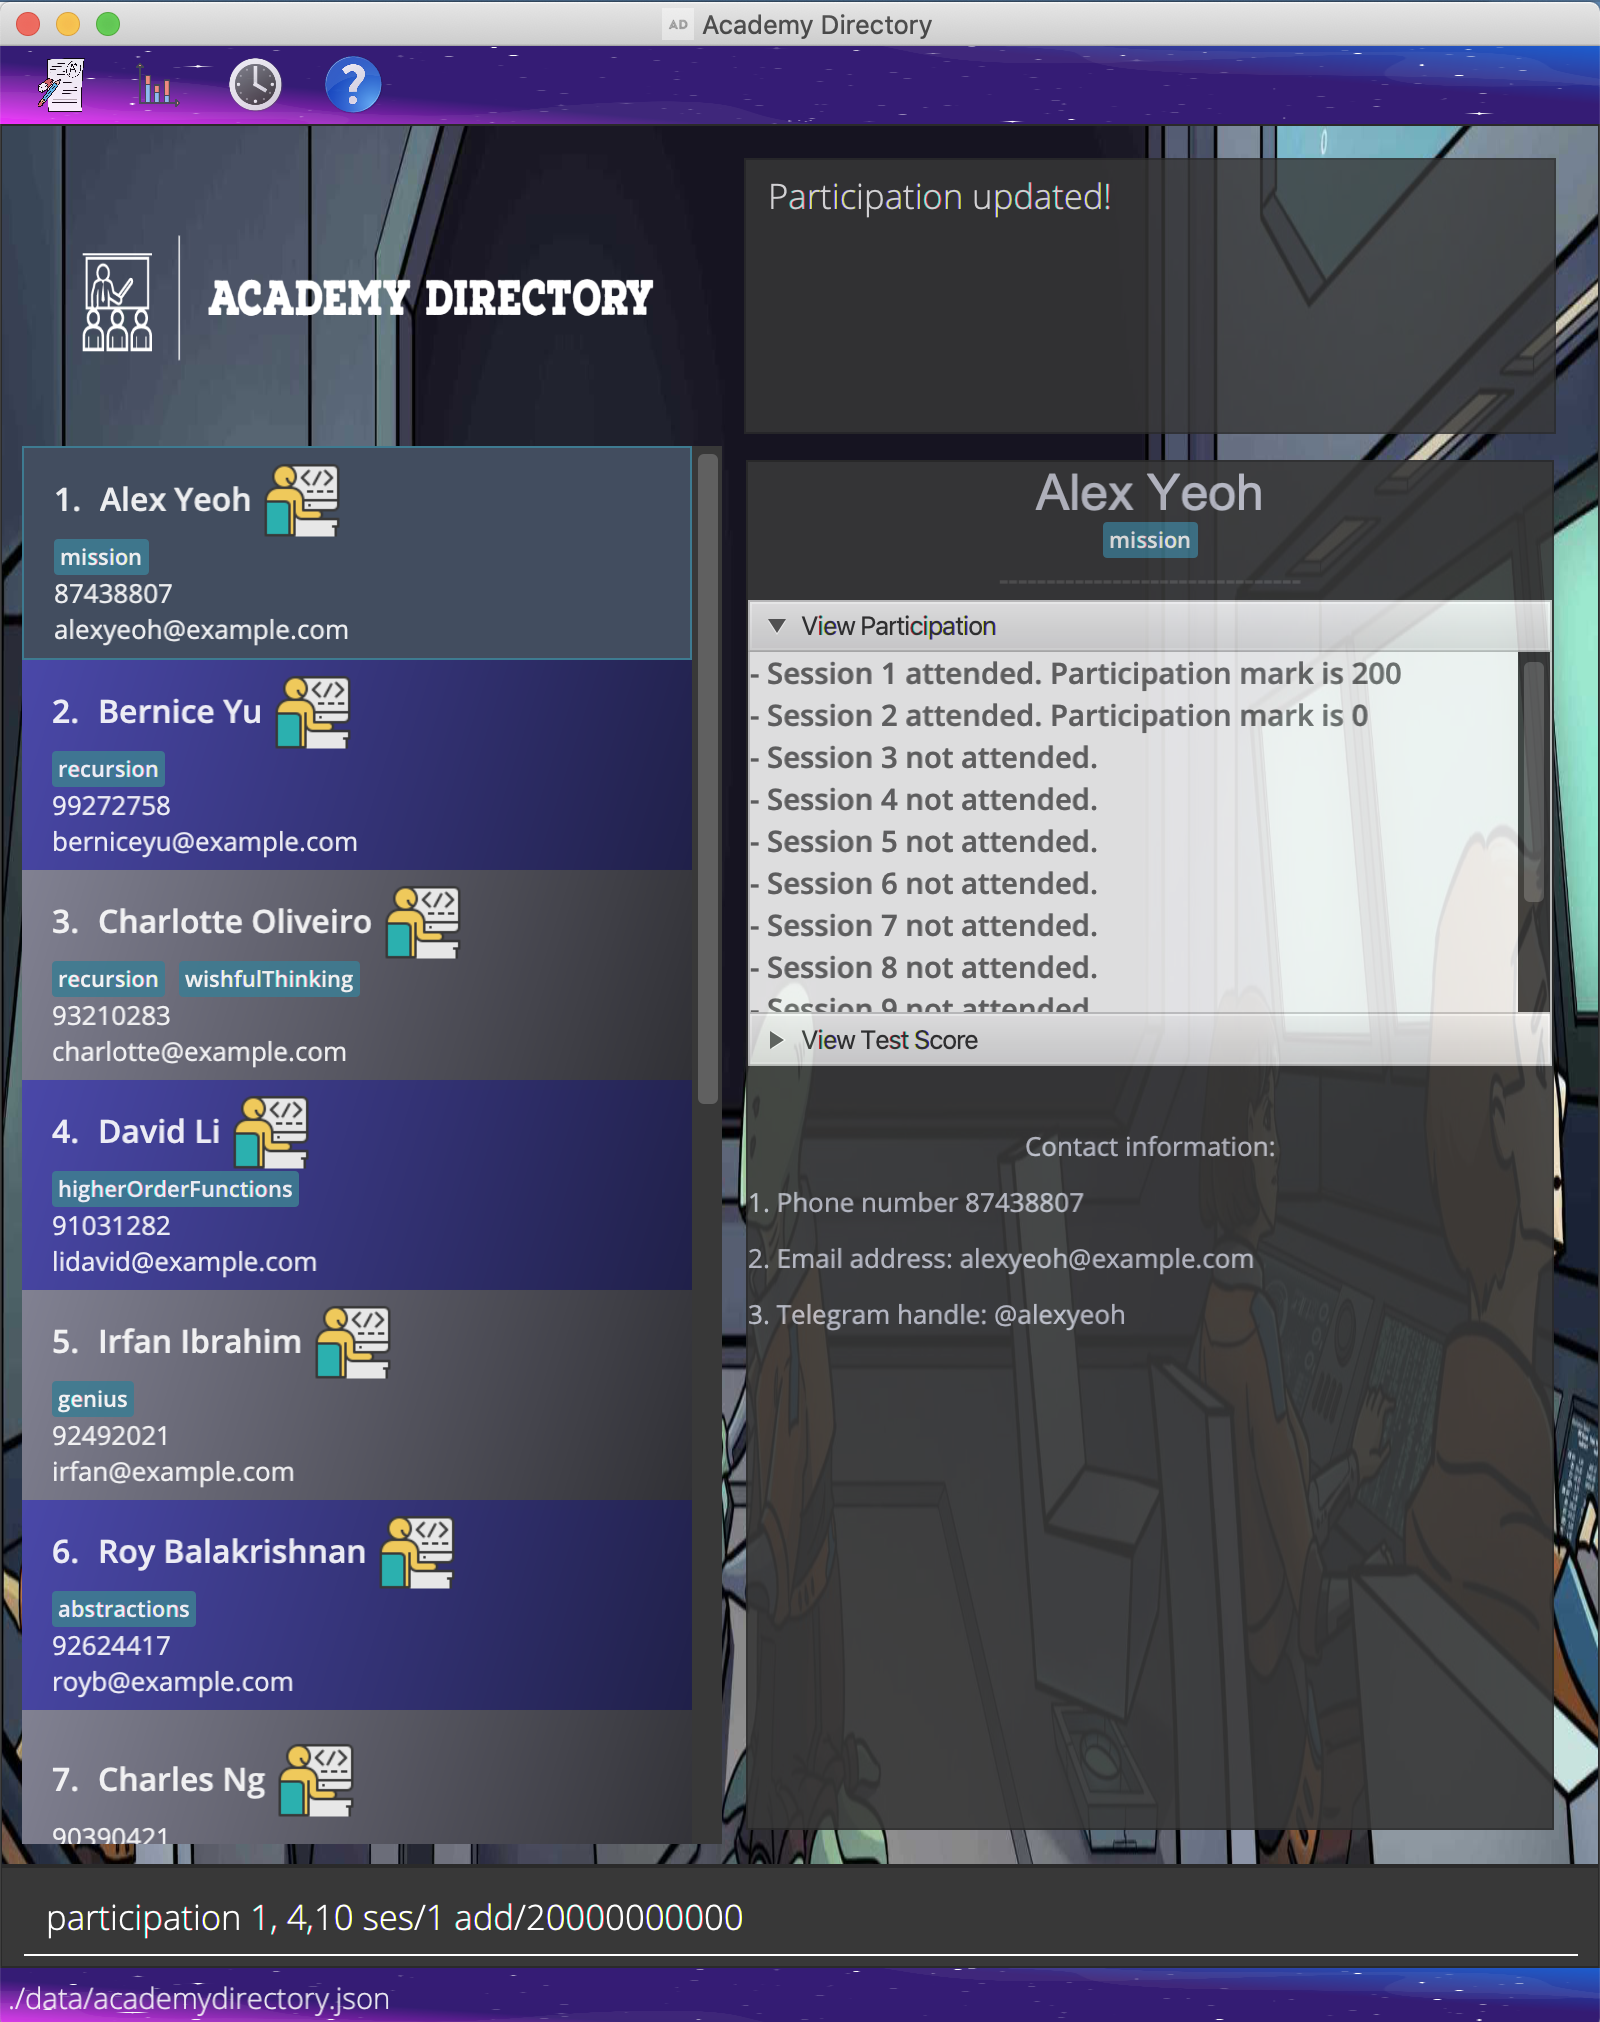 AD Academy Directory
ACADEMY DIRECTORY
Participation updated!
1. Alex Yeoh
mission
87438807
alexyeoh@example.com
2. Bernice Yu
recursion
99272758
berniceyu@example.com
3. Charlotte Oliveiro
recursion wishfulThinking
93210283
charlotte@example.com
4. David Li
higherOrderFunctions
91031282
lidavid@example.com
5. Irfan Ibrahim
genius
92492021
irfan@example.com
6. Roy Balakrishnan
abstractions
92624417
royb@example.com
7. Charles Ng
90390421
Alex Yeoh
mission
--------------------------------
View Participation
- Session 1 attended. Participation mark is 200
- Session 2 attended. Participation mark is 0
- Session 3 not attended.
- Session 4 not attended.
- Session 5 not attended.
- Session 6 not attended.
- Session 7 not attended.
- Session 8 not attended.
- Session 9 not attended.
View Test Score
Contact information:
1. Phone number 87438807
2. Email address: alexyeoh@example.com
3. Telegram handle: @alexyeoh
participation 1, 4,10 ses/1 add/20000000000
./data/academydirectory.json